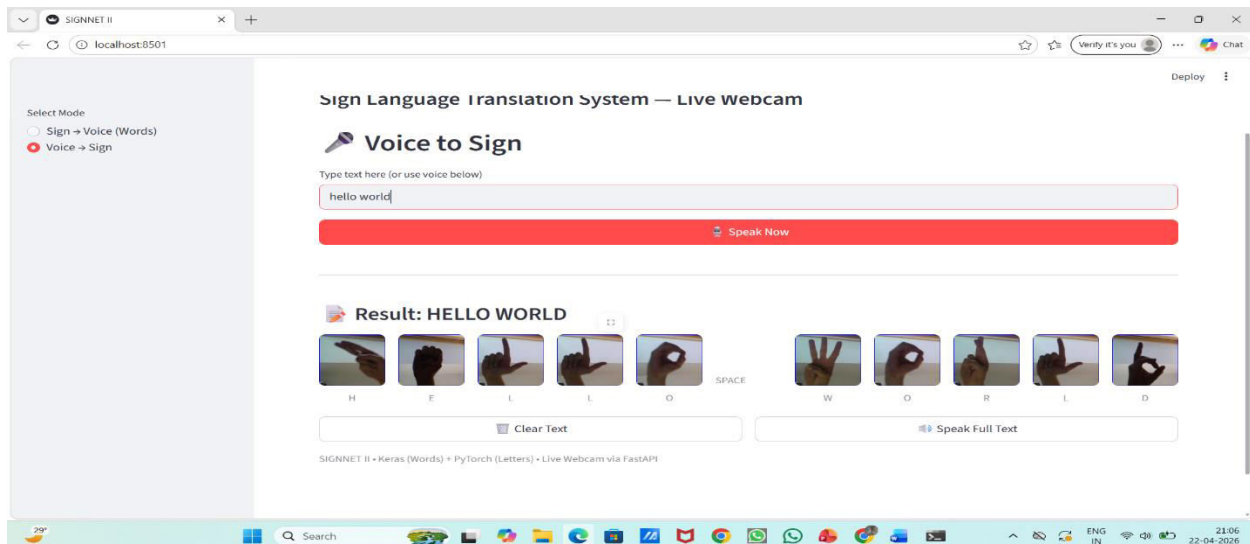 SIGNNET II
localhost:8501
Verify it's you
Chat
Deploy
Select Mode
Sign → Voice (Words)
Voice → Sign
Sign Language Translation System — Live Webcam
Voice to Sign
Type text here (or use voice below)
hello world
Speak Now
Result: HELLO WORLD
SPACE
H E L L O W O R L D
Clear Text
Speak Full Text
SIGNNET II • Keras (Words) + PyTorch (Letters) • Live Webcam via FastAPI
29°
Search
ENG
IN
21:06
22-04-2026